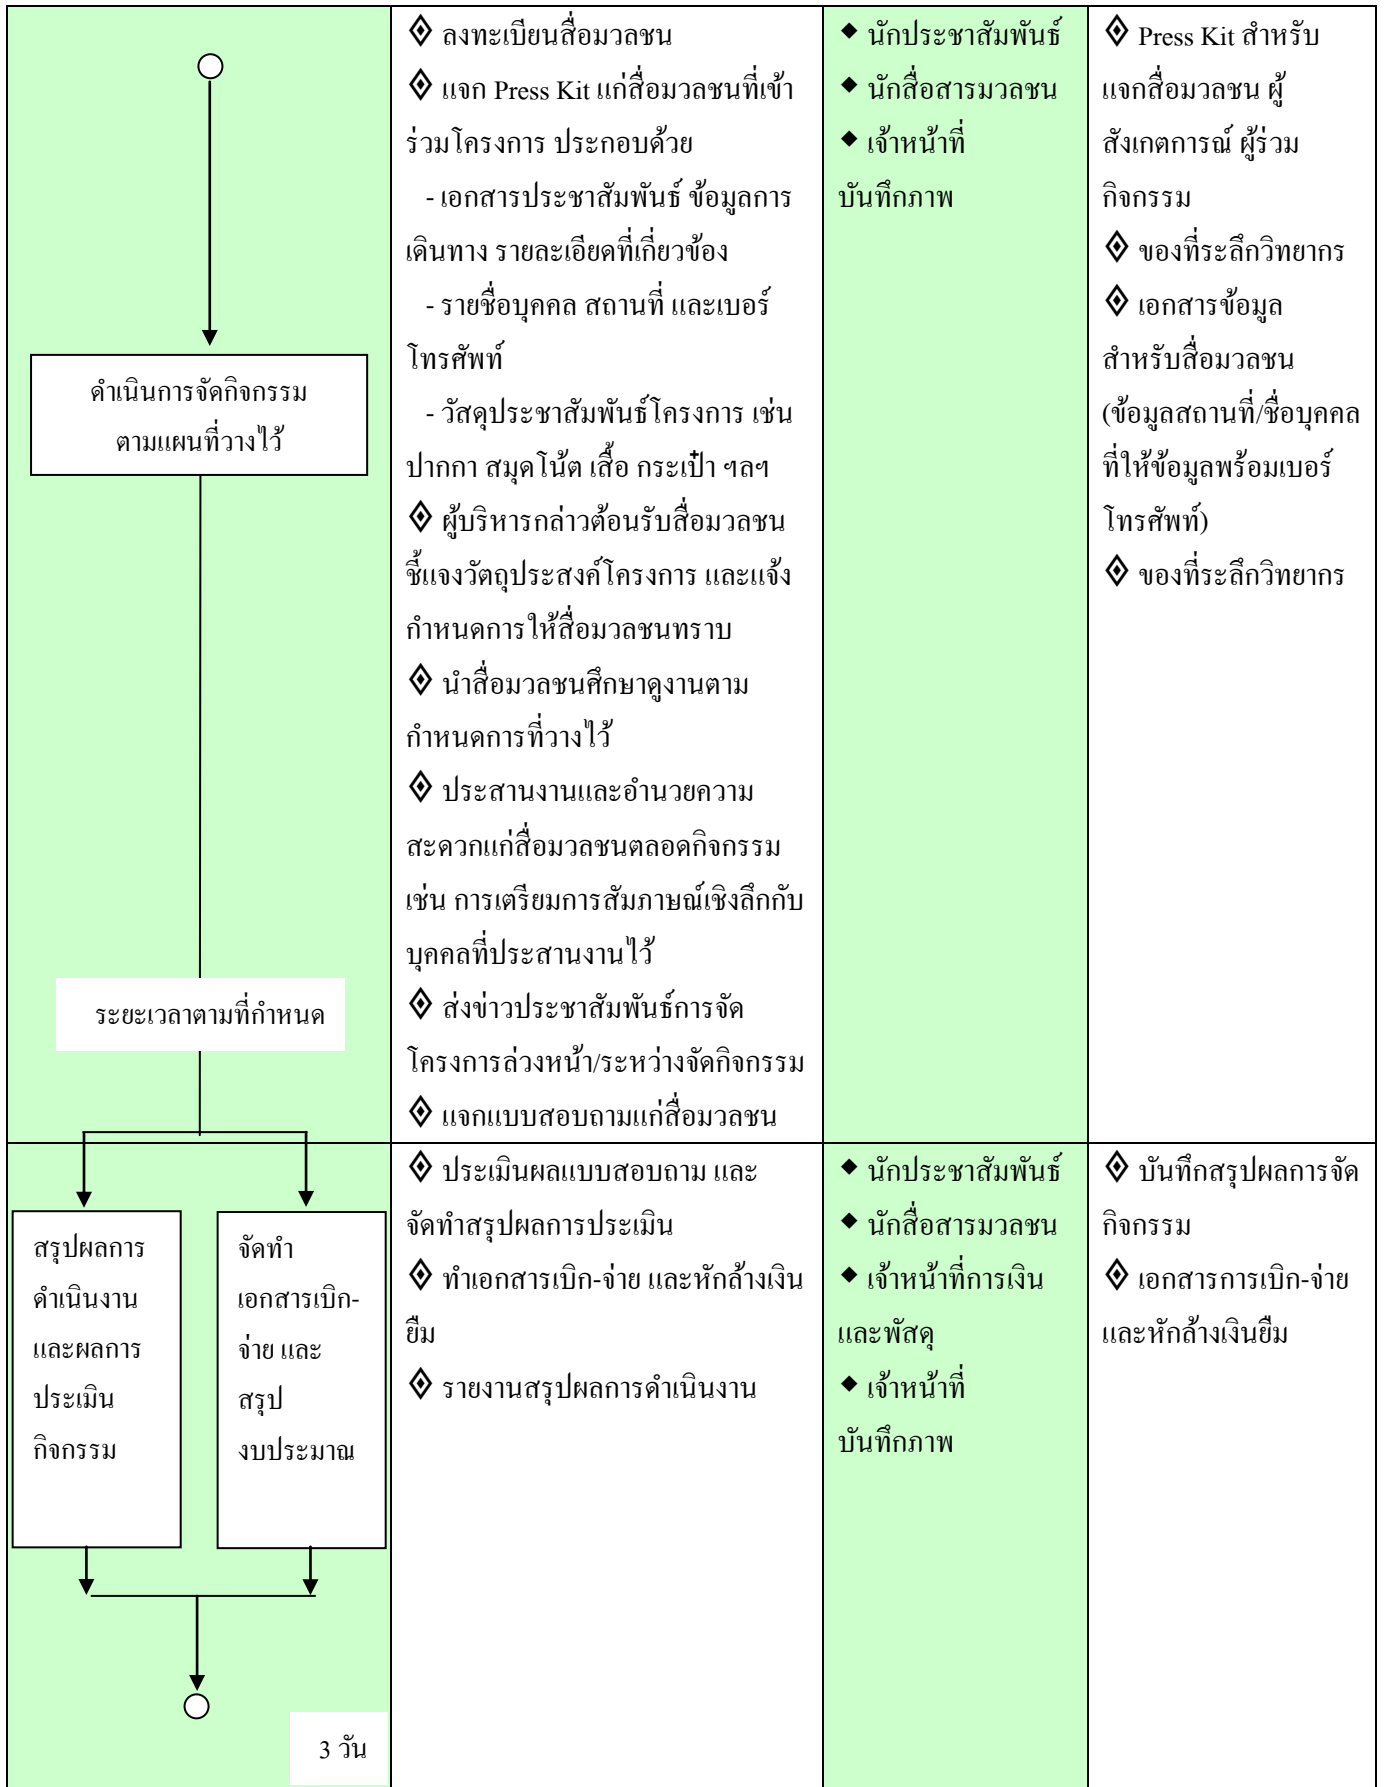 ดำเนินการจัดกิจกรรม
ตามแผนที่วางไว้
ระยะเวลาตามที่กำหนด
◈ ลงทะเบียนสื่อมวลชน
◈ แจก Press Kit แก่สื่อมวลชนที่เข้า
ร่วมโครงการ ประกอบด้วย
- เอกสารประชาสัมพันธ์ ข้อมูลการ
เดินทาง รายละเอียดที่เกี่ยวข้อง
- รายชื่อบุคคล สถานที่ และเบอร์
โทรศัพท์
- วัสดุประชาสัมพันธ์โครงการ เช่น
ปากกา สมุดโน้ต เสื้อ กระเป๋า ฯลฯ
◈ ผู้บริหารกล่าวต้อนรับสื่อมวลชน
ชี้แจงวัตถุประสงค์โครงการ และแจ้ง
กำหนดการให้สื่อมวลชนทราบ
◈ นำสื่อมวลชนศึกษาดูงานตาม
กำหนดการที่วางไว้
◈ ประสานงานและอำนวยความ
สะดวกแก่สื่อมวลชนตลอดกิจกรรม
เช่น การเตรียมการสัมภาษณ์เชิงลึกกับ
บุคคลที่ประสานงานไว้
◈ ส่งข่าวประชาสัมพันธ์การจัด
โครงการล่วงหน้า/ระหว่างจัดกิจกรรม
◈ แจกแบบสอบถามแก่สื่อมวลชน
◆ นักประชาสัมพันธ์
◆ นักสื่อสารมวลชน
◆ เจ้าหน้าที่
บันทึกภาพ
◈ Press Kit สำหรับ
แจกสื่อมวลชน ผู้
สังเกตการณ์ ผู้ร่วม
กิจกรรม
◈ ของที่ระลึกวิทยากร
◈ เอกสารข้อมูล
สำหรับสื่อมวลชน
(ข้อมูลสถานที่/ชื่อบุคคล
ที่ให้ข้อมูลพร้อมเบอร์
โทรศัพท์)
◈ ของที่ระลึกวิทยากร
สรุปผลการ
ดำเนินงาน
และผลการ
ประเมิน
กิจกรรม
จัดทำ
เอกสารเบิก-
จ่าย และ
สรุป
งบประมาณ
3 วัน
◈ ประเมินผลแบบสอบถาม และ
จัดทำสรุปผลการประเมิน
◈ ทำเอกสารเบิก-จ่าย และหักล้างเงิน
ยืม
◈ รายงานสรุปผลการดำเนินงาน
◆ นักประชาสัมพันธ์
◆ นักสื่อสารมวลชน
◆ เจ้าหน้าที่การเงิน
และพัสดุ
◆ เจ้าหน้าที่
บันทึกภาพ
◈ บันทึกสรุปผลการจัด
กิจกรรม
◈ เอกสารการเบิก-จ่าย
และหักล้างเงินยืม